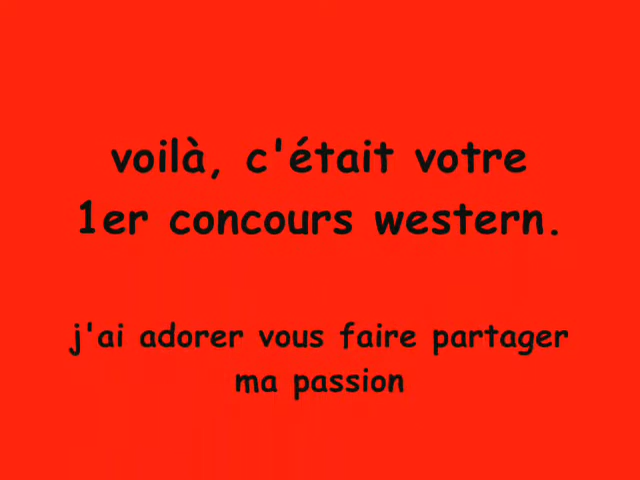 voilà, c'était votre
1er concours western.
j'ai adorer vous faire partager
ma passion